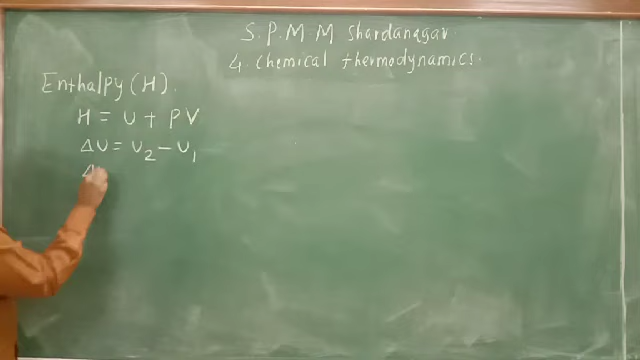 S.P.M M Shardanagar.
4. Chemical thermodynamics.
Enthalpy (H).
H = U + PV
ΔU = U₂ − U₁
Δ